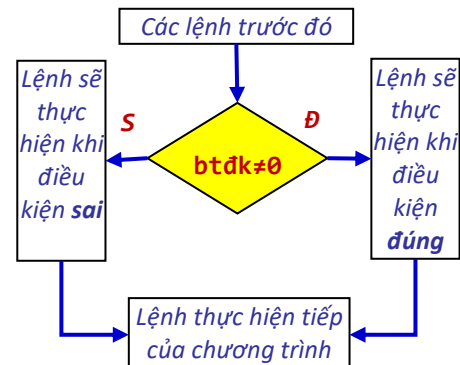 Các lệnh trước đó
Lệnh sẽ
thực
hiện khi
điều
kiện sai
S
btđk≠0
Đ
Lệnh sẽ
thực
hiện khi
điều
kiện
đúng
Lệnh thực hiện tiếp
của chương trình